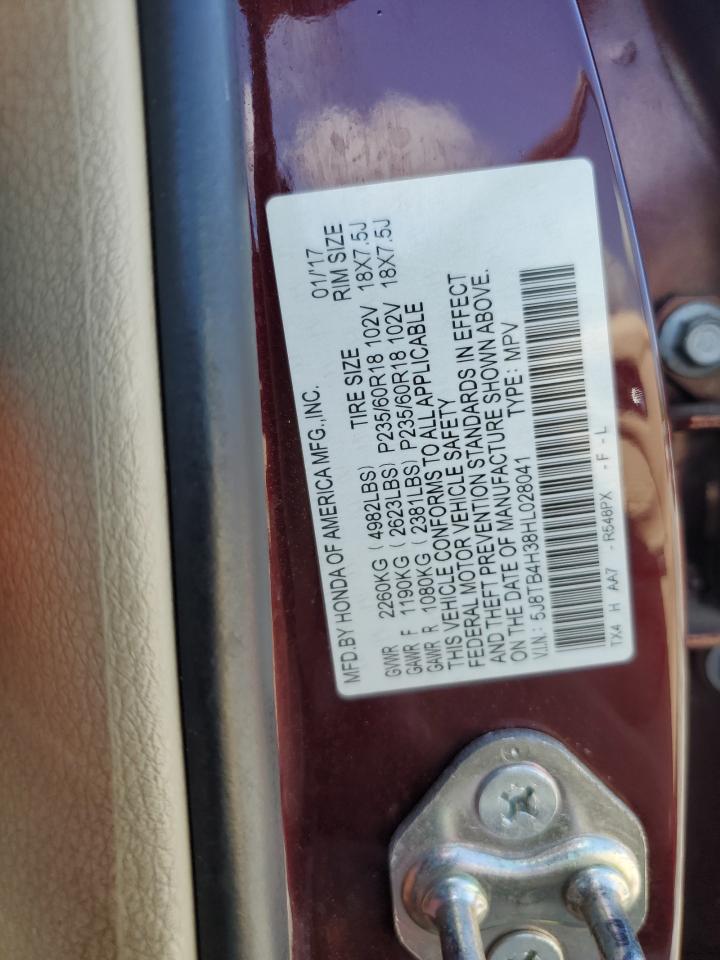 MFD.BY HONDA OF AMERICA MFG.,INC. 01/'17
GVWR 2260KG ( 4982LBS) TIRE SIZE RIM SIZE
GAWR F 1190KG ( 2623LBS) P235/60R18 102V 18X7.5J
GAWR R 1080KG ( 2381LBS) P235/60R18 102V 18X7.5J
THIS VEHICLE CONFORMS TO ALL APPLICABLE
FEDERAL MOTOR VEHICLE SAFETY
AND THEFT PREVENTION STANDARDS IN EFFECT
ON THE DATE OF MANUFACTURE SHOWN ABOVE.
V.I.N.: 5J8TB4H38HL028041 TYPE: MPV
TX4 H AA7 - R548PX - F - L